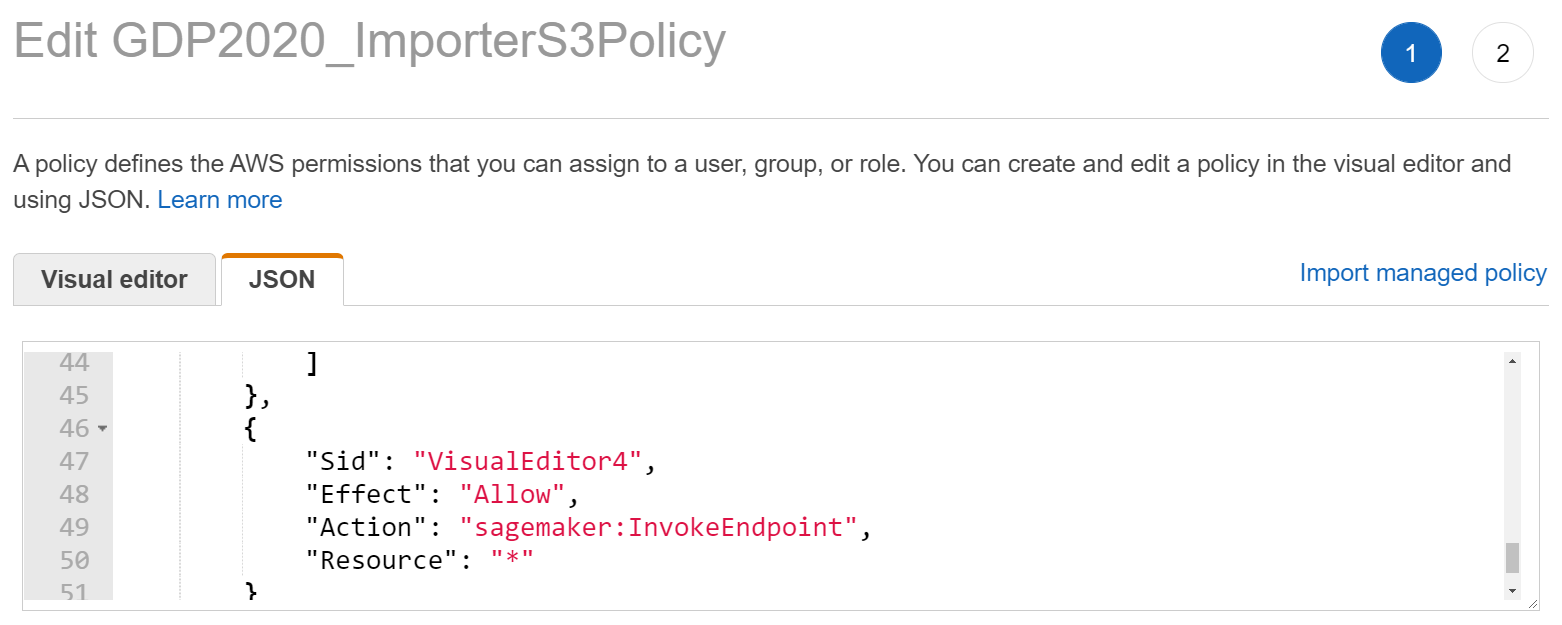 Edit GDP2020_ImporterS3Policy
1
2
A policy defines the AWS permissions that you can assign to a user, group, or role. You can create and edit a policy in the visual editor and
using JSON. Learn more
Visual editor
JSON
Import managed policy
44 ]
45 },
46 {
47 "Sid": "VisualEditor4",
48 "Effect": "Allow",
49 "Action": "sagemaker:InvokeEndpoint",
50 "Resource": "*"
51 }